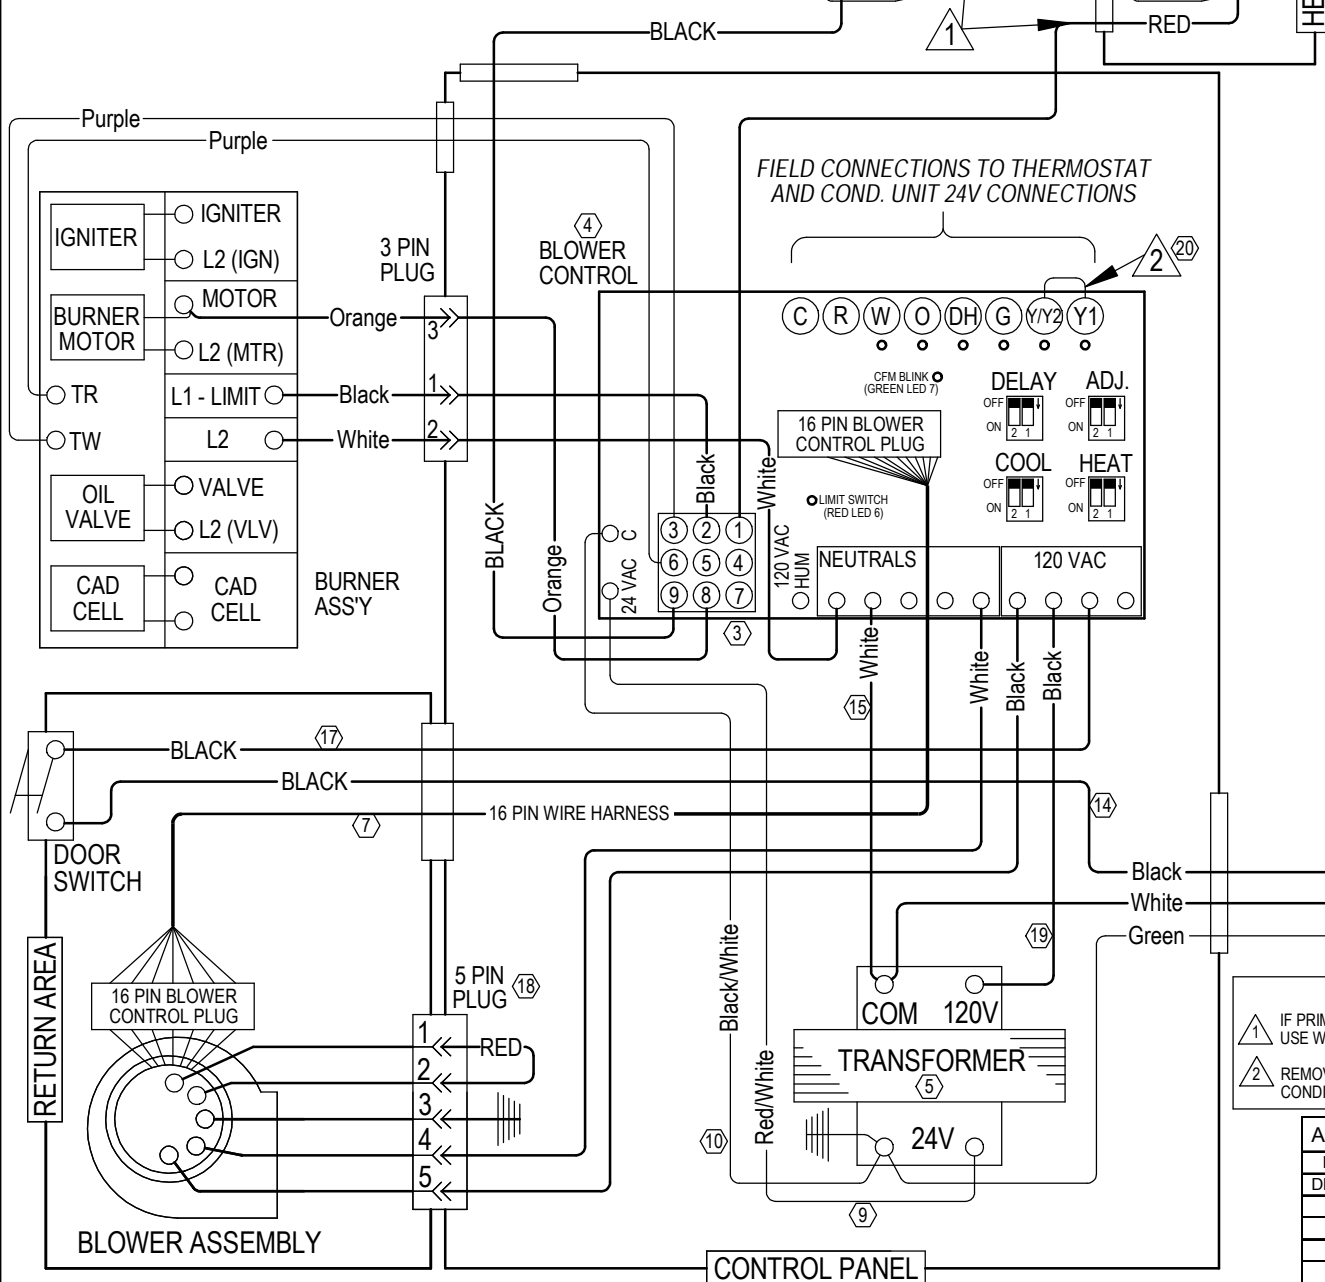 BLACK
1
RED
HE
Purple
Purple
FIELD CONNECTIONS TO THERMOSTAT
AND COND. UNIT 24V CONNECTIONS
IGNITER
IGNITER
L2 (IGN)
BURNER
MOTOR
MOTOR
L2 (MTR)
TR
L1 - LIMIT
TW
L2
OIL
VALVE
VALVE
L2 (VLV)
CAD
CELL
CAD
CELL
BURNER
ASS'Y
3 PIN
PLUG
Orange
3
Black
1
White
2
4
BLOWER
CONTROL
2
20
C
R
W
O
DH
G
Y/Y2
Y1
CFM BLINK
(GREEN LED 7)
DELAY
OFF
ON
2 1
ADJ.
OFF
ON
2 1
16 PIN BLOWER
CONTROL PLUG
COOL
OFF
ON
2 1
HEAT
OFF
ON
2 1
LIMIT SWITCH
(RED LED 6)
BLACK
Orange
Black
White
C
24 VAC
3 2 1
6 5 4
9 8 7
3
120 VAC
HUM
NEUTRALS
120 VAC
White
15
White
Black
Black
BLACK
17
BLACK
7
16 PIN WIRE HARNESS
14
DOOR
SWITCH
Black
White
Green
RETURN AREA
16 PIN BLOWER
CONTROL PLUG
5 PIN
PLUG
18
1
RED
2
3
4
5
Black/White
Red/White
19
COM
120V
TRANSFORMER
5
24V
10
9
BLOWER ASSEMBLY
CONTROL PANEL
1
IF PRIM
USE W
2
REMOV
CONDI
A
DI